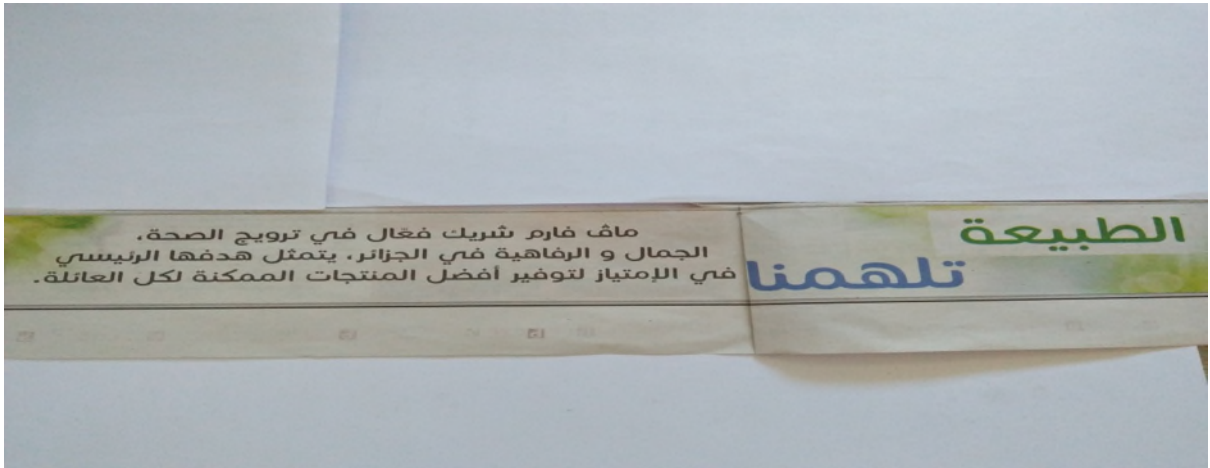 الطبيعة
تلهمنا
ماڤ فارم شريك فعّال في ترويج الصحة،
الجمال و الرفاهية في الجزائر، يتمثل هدفها الرئيسي
في الإمتياز لتوفير أفضل المنتجات الممكنة لكل العائلة.